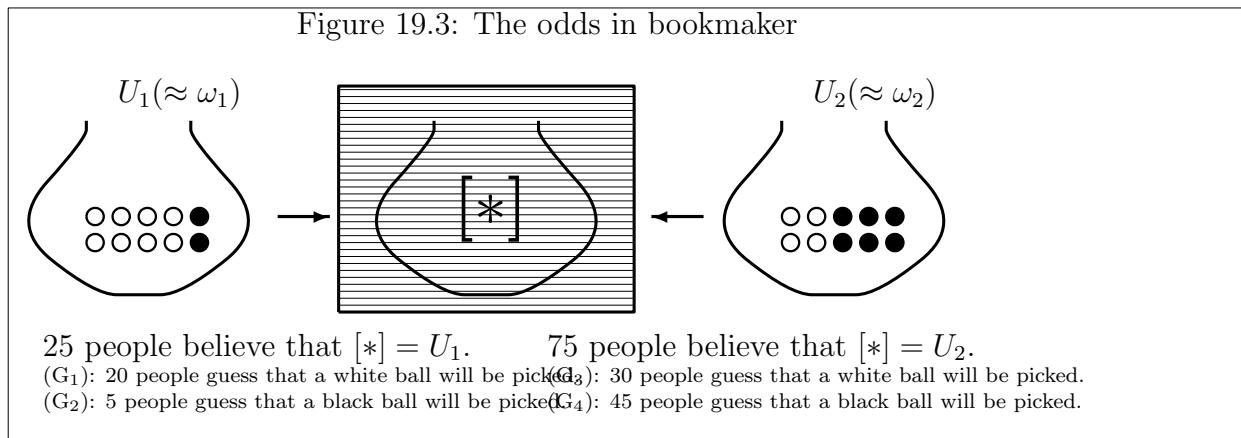 Figure 19.3: The odds in bookmaker
U₁(≈ ω₁)
U₂(≈ ω₂)
[*]
25 people believe that [*] = U₁.
75 people believe that [*] = U₂.
(G₁): 20 people guess that a white ball will be picked.
(G₃): 30 people guess that a white ball will be picked.
(G₂): 5 people guess that a black ball will be picked.
(G₄): 45 people guess that a black ball will be picked.